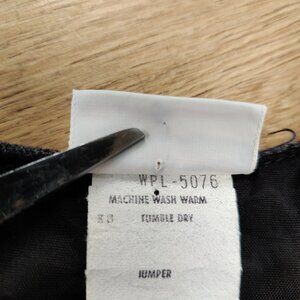 WPL-5076
MACHINE WASH WARM
TUMBLE DRY
JUMPER